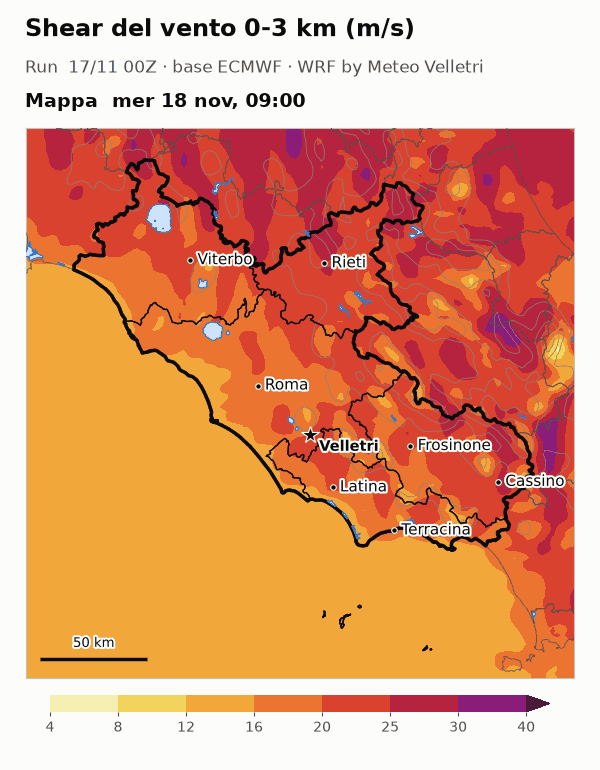 Shear del vento 0-3 km (m/s)
Run 17/11 00Z · base ECMWF · WRF by Meteo Velletri
Mappa mer 18 nov, 09:00
Viterbo
Rieti
Roma
Velletri
Frosinone
Cassino
Latina
Terracina
50 km
4 8 12 16 20 25 30 40